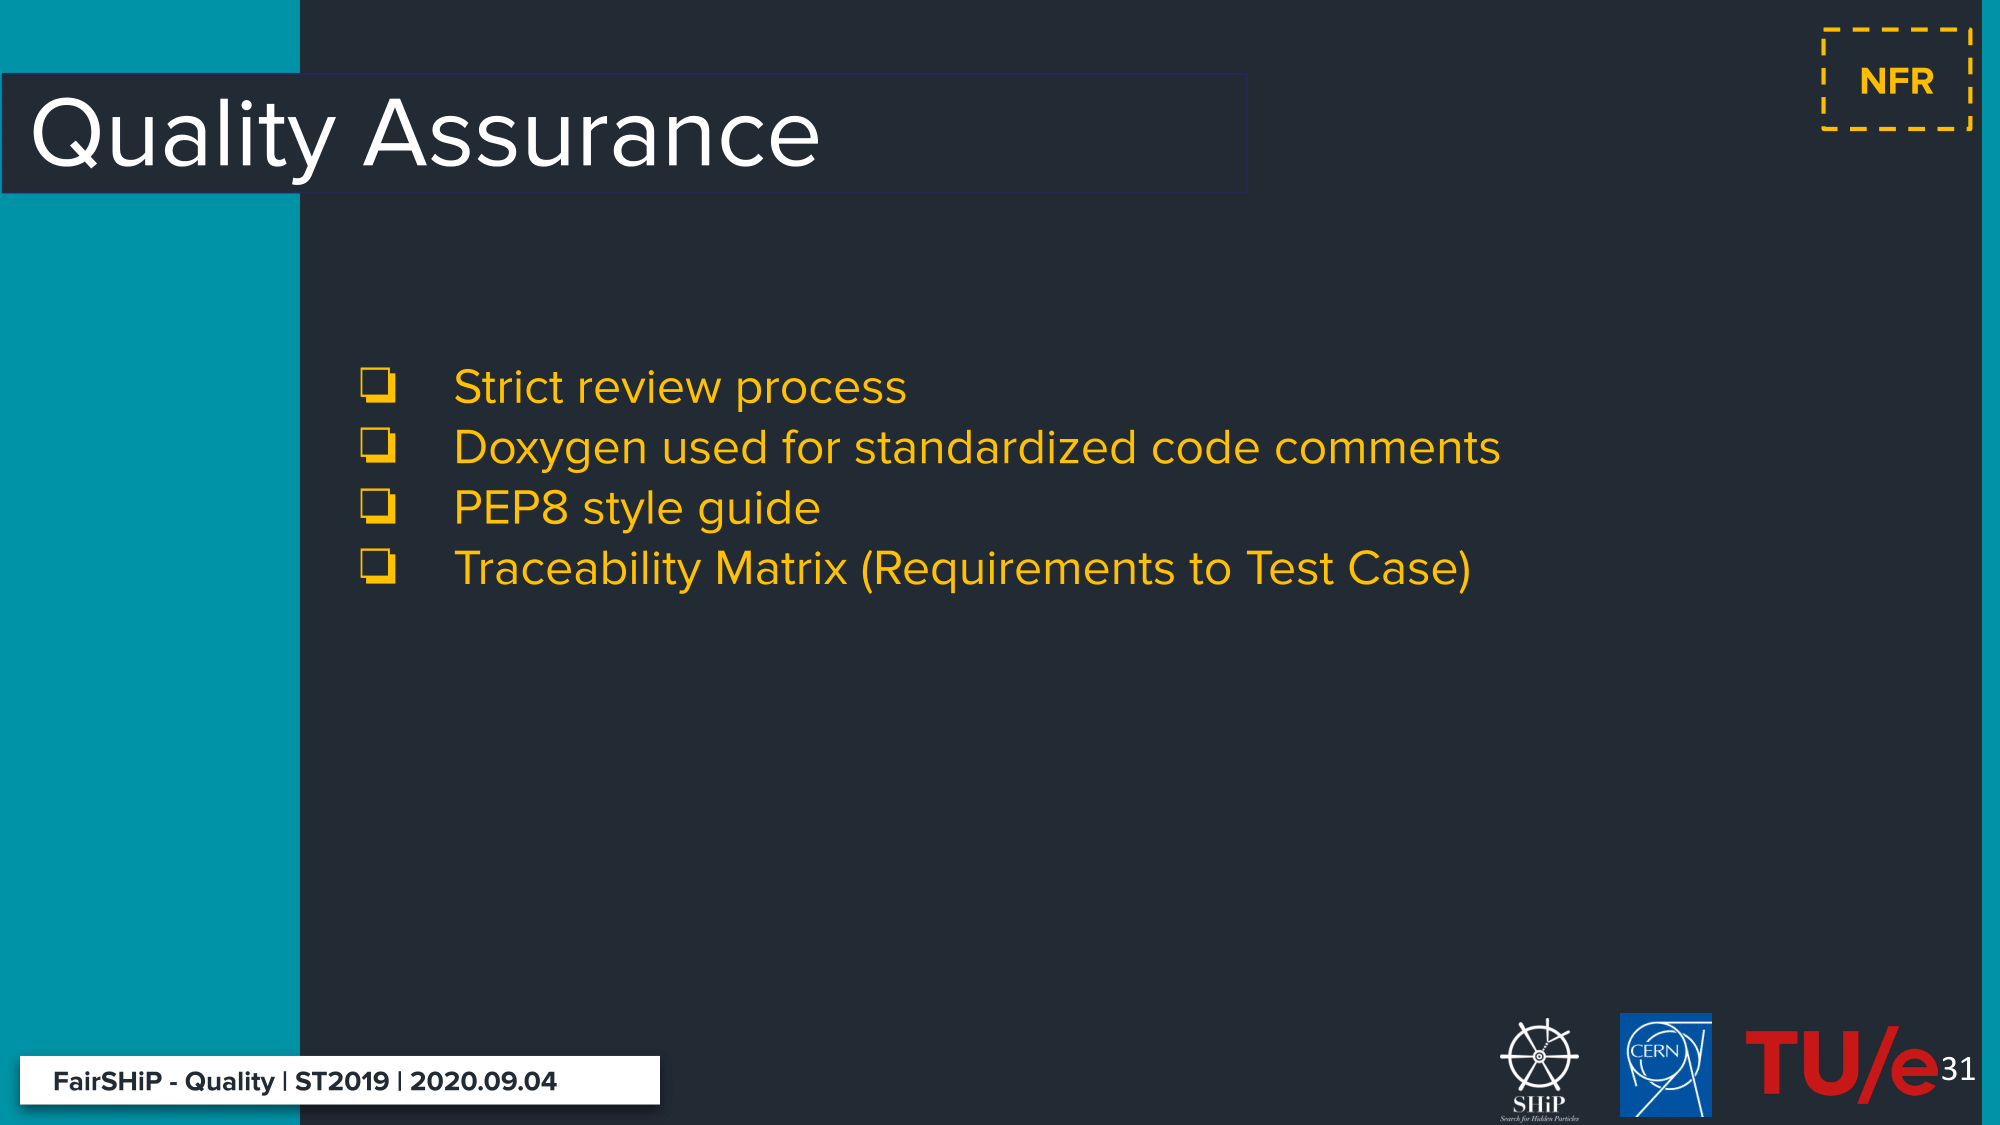 NFR
Quality Assurance
❏ Strict review process
❏ Doxygen used for standardized code comments
❏ PEP8 style guide
❏ Traceability Matrix (Requirements to Test Case)
FairSHiP - Quality | ST2019 | 2020.09.04
SHiP
Search for Hidden Particles
CERN
TU/e
31